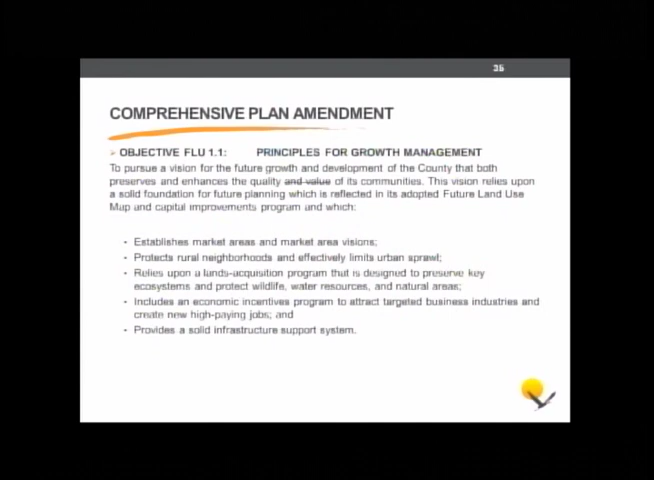 35
COMPREHENSIVE PLAN AMENDMENT
OBJECTIVE FLU 1.1: PRINCIPLES FOR GROWTH MANAGEMENT
To pursue a vision for the future growth and development of the County that both
preserves and enhances the quality and value of its communities. This vision relies upon
a solid foundation for future planning which is reflected in its adopted Future Land Use
Map and capital improvements program and which:
• Establishes market areas and market area visions;
• Protects rural neighborhoods and effectively limits urban sprawl;
• Relies upon a lands-acquisition program that is designed to preserve key
ecosystems and protect wildlife, water resources, and natural areas;
• Includes an economic incentives program to attract targeted business industries and
create new high-paying jobs; and
• Provides a solid infrastructure support system.